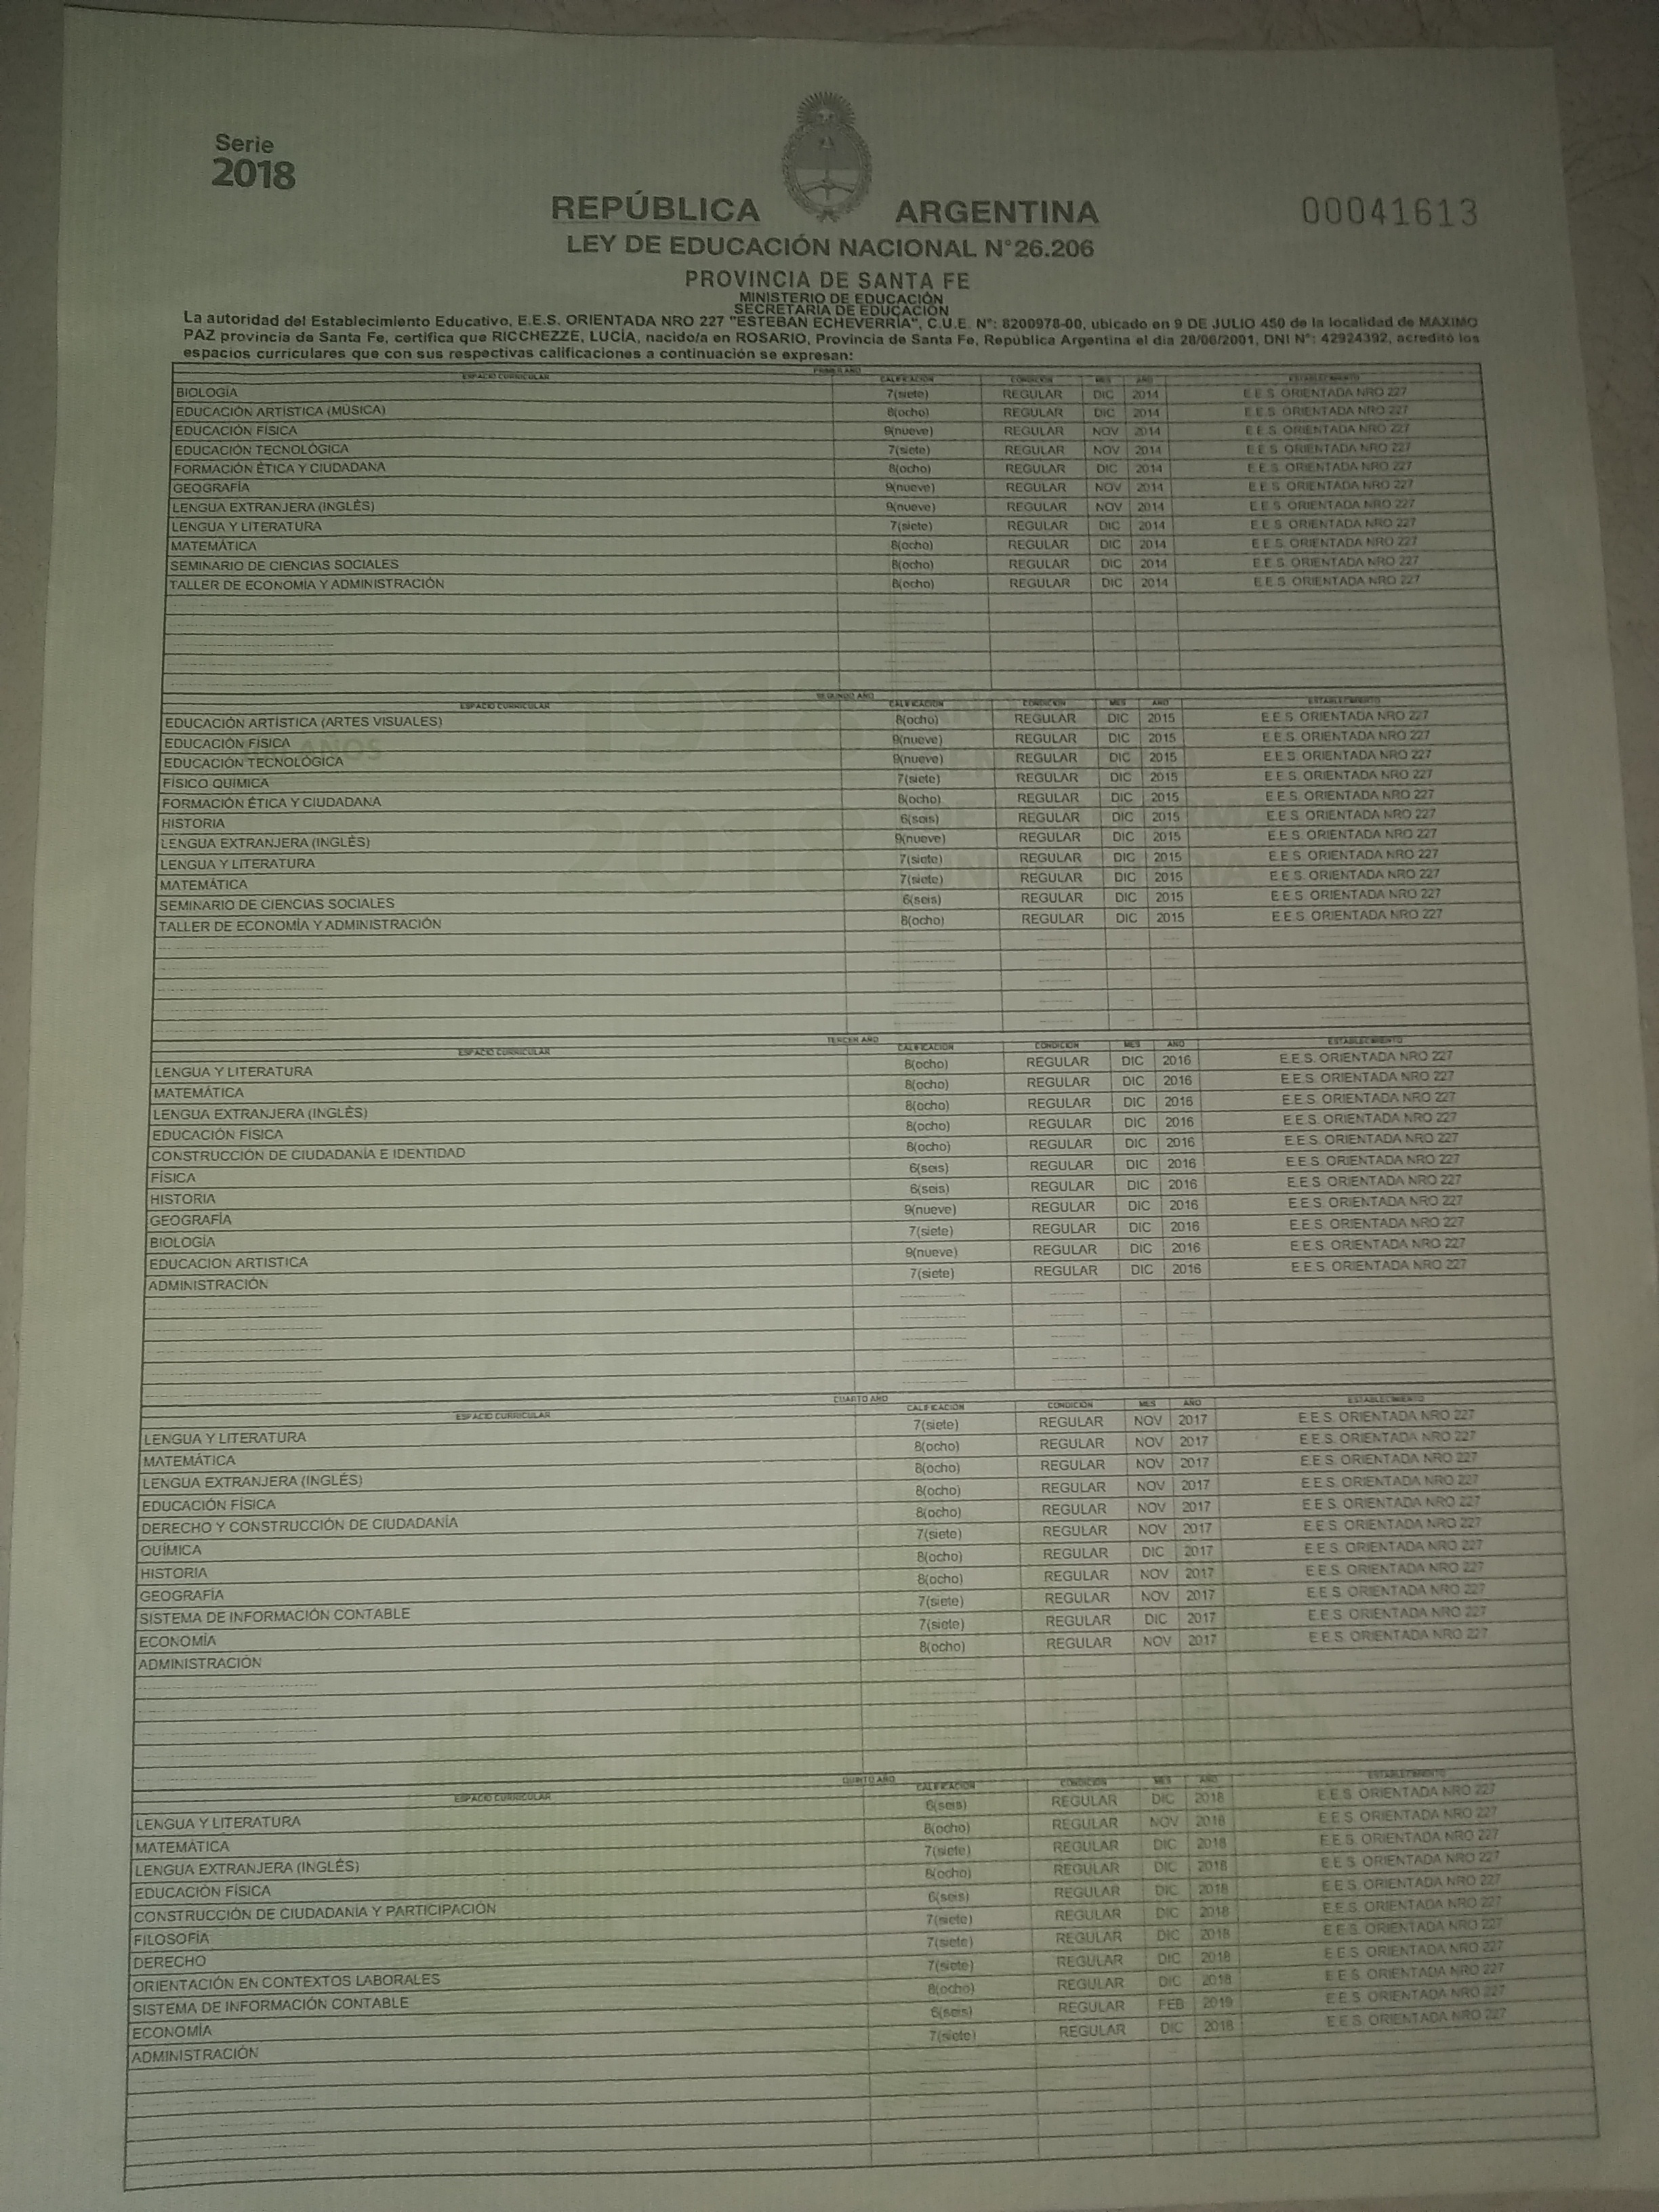 Serie
2018
REPÚBLICA ARGENTINA
00041613
LEY DE EDUCACIÓN NACIONAL N°26.206
PROVINCIA DE SANTA FE
MINISTERIO DE EDUCACIÓN
SECRETARIA DE EDUCACIÓN
La autoridad del Establecimiento Educativo, E.E.S. ORIENTADA NRO 227 "ESTEBAN ECHEVERRÍA", C.U.E. N°: 8200978-00, ubicado en 9 DE JULIO 450 de la localidad de MAXIMO
PAZ provincia de Santa Fe, certifica que RICCHEZZE, LUCÍA, nacido/a en ROSARIO, Provincia de Santa Fe, República Argentina el día 28/06/2001, DNI N°: 42924392, acreditó los
espacios curriculares que con sus respectivas calificaciones a continuación se expresan:
PRIMER AÑO
ESPACIO CURRICULAR CALIFICACIÓN CONDICIÓN MES AÑO ESTABLECIMIENTO
BIOLOGÍA 7(siete) REGULAR DIC 2014 E.E.S. ORIENTADA NRO 227
EDUCACIÓN ARTÍSTICA (MÚSICA) 8(ocho) REGULAR DIC 2014 E.E.S. ORIENTADA NRO 227
EDUCACIÓN FÍSICA 9(nueve) REGULAR NOV 2014 E.E.S. ORIENTADA NRO 227
EDUCACIÓN TECNOLÓGICA 7(siete) REGULAR NOV 2014 E.E.S. ORIENTADA NRO 227
FORMACIÓN ÉTICA Y CIUDADANA 8(ocho) REGULAR DIC 2014 E.E.S. ORIENTADA NRO 227
GEOGRAFÍA 9(nueve) REGULAR NOV 2014 E.E.S. ORIENTADA NRO 227
LENGUA EXTRANJERA (INGLÉS) 9(nueve) REGULAR NOV 2014 E.E.S. ORIENTADA NRO 227
LENGUA Y LITERATURA 7(siete) REGULAR DIC 2014 E.E.S. ORIENTADA NRO 227
MATEMÁTICA 8(ocho) REGULAR DIC 2014 E.E.S. ORIENTADA NRO 227
SEMINARIO DE CIENCIAS SOCIALES 8(ocho) REGULAR DIC 2014 E.E.S. ORIENTADA NRO 227
TALLER DE ECONOMÍA Y ADMINISTRACIÓN 8(ocho) REGULAR DIC 2014 E.E.S. ORIENTADA NRO 227
SEGUNDO AÑO
ESPACIO CURRICULAR CALIFICACIÓN CONDICIÓN MES AÑO ESTABLECIMIENTO
EDUCACIÓN ARTÍSTICA (ARTES VISUALES) 8(ocho) REGULAR DIC 2015 E.E.S. ORIENTADA NRO 227
EDUCACIÓN FÍSICA 9(nueve) REGULAR DIC 2015 E.E.S. ORIENTADA NRO 227
EDUCACIÓN TECNOLÓGICA 9(nueve) REGULAR DIC 2015 E.E.S. ORIENTADA NRO 227
FÍSICO QUÍMICA 7(siete) REGULAR DIC 2015 E.E.S. ORIENTADA NRO 227
FORMACIÓN ÉTICA Y CIUDADANA 8(ocho) REGULAR DIC 2015 E.E.S. ORIENTADA NRO 227
HISTORIA 6(seis) REGULAR DIC 2015 E.E.S. ORIENTADA NRO 227
LENGUA EXTRANJERA (INGLÉS) 9(nueve) REGULAR DIC 2015 E.E.S. ORIENTADA NRO 227
LENGUA Y LITERATURA 7(siete) REGULAR DIC 2015 E.E.S. ORIENTADA NRO 227
MATEMÁTICA 7(siete) REGULAR DIC 2015 E.E.S. ORIENTADA NRO 227
SEMINARIO DE CIENCIAS SOCIALES 6(seis) REGULAR DIC 2015 E.E.S. ORIENTADA NRO 227
TALLER DE ECONOMÍA Y ADMINISTRACIÓN 8(ocho) REGULAR DIC 2015 E.E.S. ORIENTADA NRO 227
TERCER AÑO
ESPACIO CURRICULAR CALIFICACIÓN CONDICIÓN MES AÑO ESTABLECIMIENTO
LENGUA Y LITERATURA 8(ocho) REGULAR DIC 2016 E.E.S. ORIENTADA NRO 227
MATEMÁTICA 8(ocho) REGULAR DIC 2016 E.E.S. ORIENTADA NRO 227
LENGUA EXTRANJERA (INGLÉS) 8(ocho) REGULAR DIC 2016 E.E.S. ORIENTADA NRO 227
EDUCACIÓN FÍSICA 8(ocho) REGULAR DIC 2016 E.E.S. ORIENTADA NRO 227
CONSTRUCCIÓN DE CIUDADANÍA E IDENTIDAD 8(ocho) REGULAR DIC 2016 E.E.S. ORIENTADA NRO 227
FÍSICA 6(seis) REGULAR DIC 2016 E.E.S. ORIENTADA NRO 227
HISTORIA 6(seis) REGULAR DIC 2016 E.E.S. ORIENTADA NRO 227
GEOGRAFÍA 9(nueve) REGULAR DIC 2016 E.E.S. ORIENTADA NRO 227
BIOLOGÍA 7(siete) REGULAR DIC 2016 E.E.S. ORIENTADA NRO 227
EDUCACION ARTISTICA 9(nueve) REGULAR DIC 2016 E.E.S. ORIENTADA NRO 227
ADMINISTRACIÓN 7(siete) REGULAR DIC 2016 E.E.S. ORIENTADA NRO 227
CUARTO AÑO
ESPACIO CURRICULAR CALIFICACIÓN CONDICIÓN MES AÑO ESTABLECIMIENTO
LENGUA Y LITERATURA 7(siete) REGULAR NOV 2017 E.E.S. ORIENTADA NRO 227
MATEMÁTICA 8(ocho) REGULAR NOV 2017 E.E.S. ORIENTADA NRO 227
LENGUA EXTRANJERA (INGLÉS) 8(ocho) REGULAR NOV 2017 E.E.S. ORIENTADA NRO 227
EDUCACIÓN FÍSICA 8(ocho) REGULAR NOV 2017 E.E.S. ORIENTADA NRO 227
DERECHO Y CONSTRUCCIÓN DE CIUDADANÍA 8(ocho) REGULAR NOV 2017 E.E.S. ORIENTADA NRO 227
QUÍMICA 7(siete) REGULAR NOV 2017 E.E.S. ORIENTADA NRO 227
HISTORIA 8(ocho) REGULAR DIC 2017 E.E.S. ORIENTADA NRO 227
GEOGRAFÍA 8(ocho) REGULAR NOV 2017 E.E.S. ORIENTADA NRO 227
SISTEMA DE INFORMACIÓN CONTABLE 7(siete) REGULAR NOV 2017 E.E.S. ORIENTADA NRO 227
ECONOMÍA 7(siete) REGULAR DIC 2017 E.E.S. ORIENTADA NRO 227
ADMINISTRACIÓN 8(ocho) REGULAR NOV 2017 E.E.S. ORIENTADA NRO 227
QUINTO AÑO
ESPACIO CURRICULAR CALIFICACIÓN CONDICIÓN MES AÑO ESTABLECIMIENTO
LENGUA Y LITERATURA 6(seis) REGULAR DIC 2018 E.E.S. ORIENTADA NRO 227
MATEMÁTICA 8(ocho) REGULAR NOV 2018 E.E.S. ORIENTADA NRO 227
LENGUA EXTRANJERA (INGLÉS) 7(siete) REGULAR DIC 2018 E.E.S. ORIENTADA NRO 227
EDUCACIÓN FÍSICA 8(ocho) REGULAR DIC 2018 E.E.S. ORIENTADA NRO 227
CONSTRUCCIÓN DE CIUDADANÍA Y PARTICIPACIÓN 6(seis) REGULAR DIC 2018 E.E.S. ORIENTADA NRO 227
FILOSOFÍA 7(siete) REGULAR DIC 2018 E.E.S. ORIENTADA NRO 227
DERECHO 7(siete) REGULAR DIC 2018 E.E.S. ORIENTADA NRO 227
ORIENTACIÓN EN CONTEXTOS LABORALES 7(siete) REGULAR DIC 2018 E.E.S. ORIENTADA NRO 227
SISTEMA DE INFORMACIÓN CONTABLE 8(ocho) REGULAR DIC 2018 E.E.S. ORIENTADA NRO 227
ECONOMÍA 6(seis) REGULAR FEB 2019 E.E.S. ORIENTADA NRO 227
ADMINISTRACIÓN 7(siete) REGULAR DIC 2018 E.E.S. ORIENTADA NRO 227